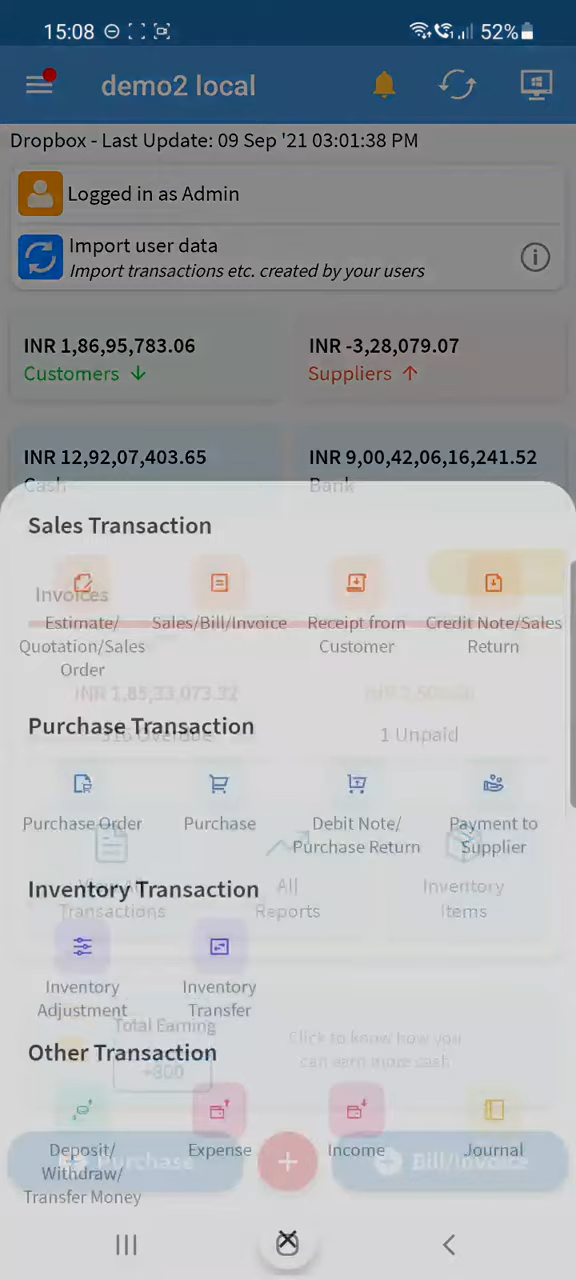 15:08
52%
demo2 local
Dropbox - Last Update: 09 Sep '21 03:01:38 PM
Logged in as Admin
Import user data
Import transactions etc. created by your users
INR 1,86,95,783.06
Customers ↓
INR -3,28,079.07
Suppliers ↑
INR 12,92,07,403.65
Cash
INR 9,00,42,06,16,241.52
Bank
Sales Transaction
Invoices
Estimate/
Quotation/Sales
Order
Sales/Bill/Invoice
Receipt from
Customer
Credit Note/Sales
Return
INR 1,85,33,073.32
1 Unpaid
Purchase Transaction
Purchase Order
Purchase
Debit Note/
Purchase Return
Payment to
Supplier
View All
Transactions
All
Reports
Inventory
Items
Inventory Transaction
Inventory
Adjustment
Inventory
Transfer
Total Earning
Click to know how you
can earn more cash
Other Transaction
Deposit/
Withdraw/
Transfer Money
Expense
Income
Journal
Purchase
+
Bill/Invoice